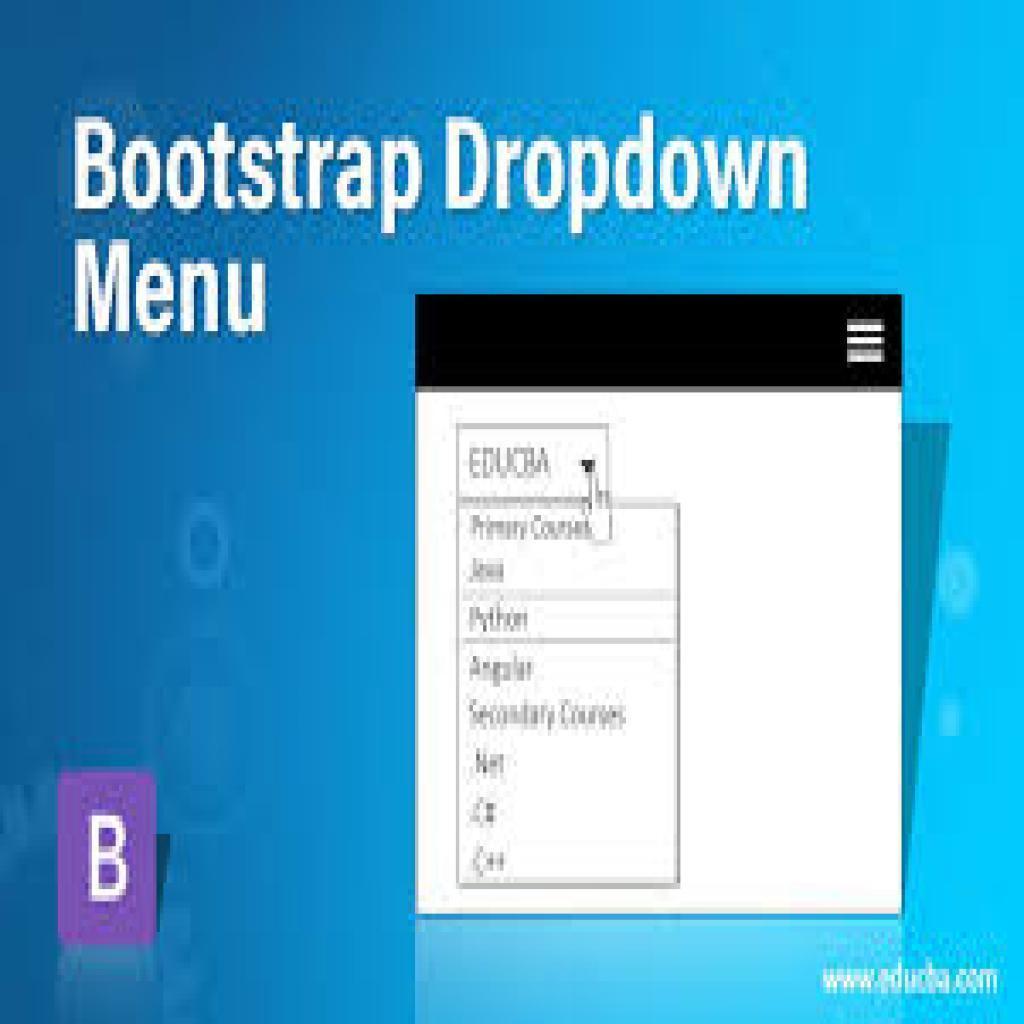 Bootstrap Dropdown
Menu
EDUCBA
Primary Courses
Java
Python
Angular
Secondary Courses
.Net
C#
C++
B
www.educba.com